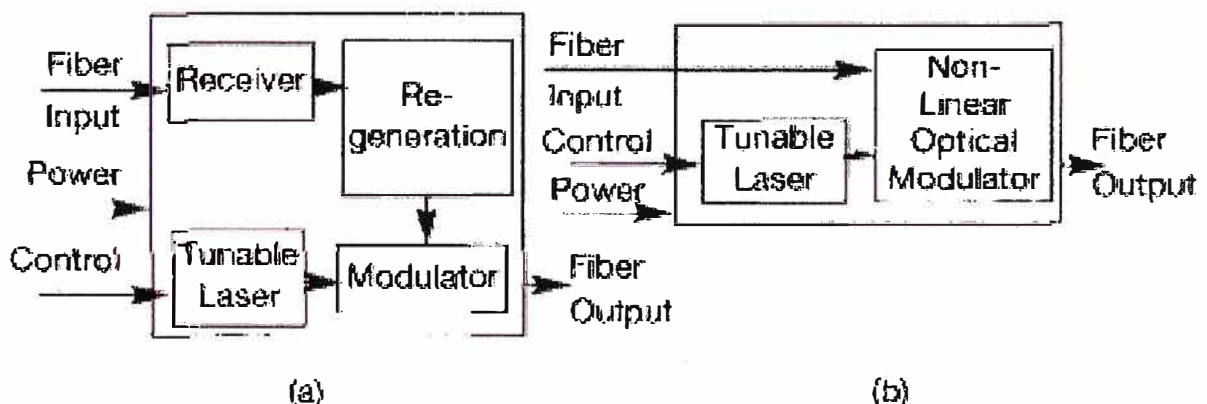 Fiber
Input
Power
Control
Receiver
Re-
generation
Tunable
Laser
Modulator
Fiber
Output
(a)
Fiber
Input
Control
Power
Tunable
Laser
Non-
Linear
Optical
Modulator
Fiber
Output
(b)